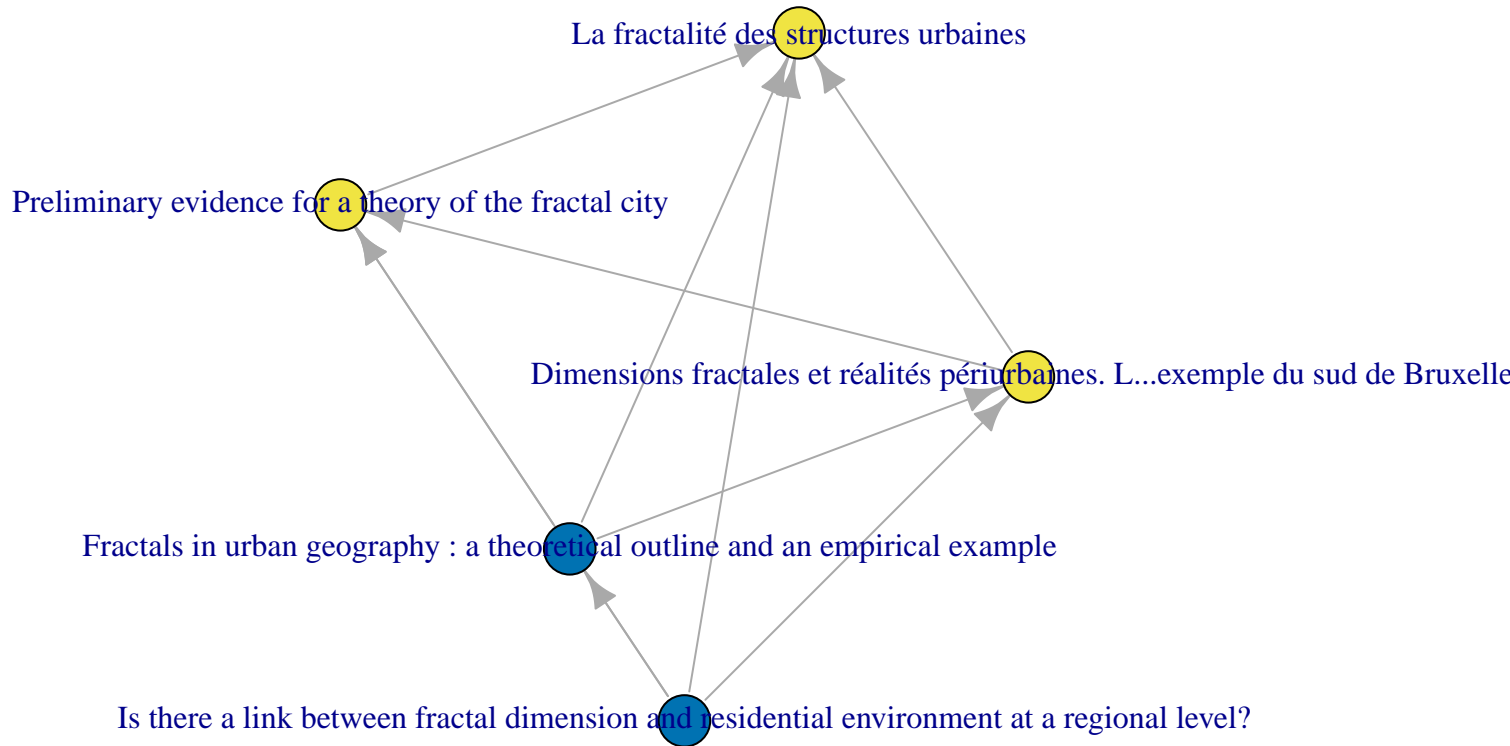 La fractalité des structures urbaines
Preliminary evidence for a theory of the fractal city
Dimensions fractales et réalités périurbaines. L...exemple du sud de Bruxelle
Fractals in urban geography : a theoretical outline and an empirical example
Is there a link between fractal dimension and residential environment at a regional level?